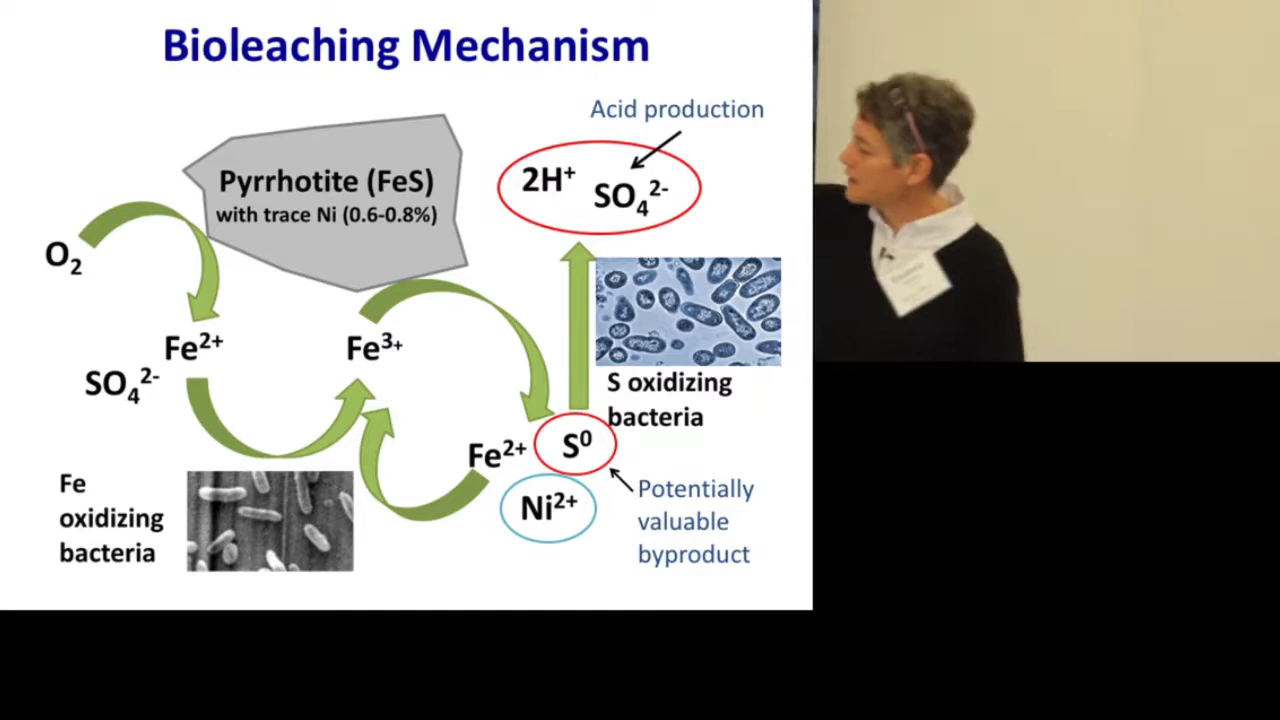 Bioleaching Mechanism
Acid production
Pyrrhotite (FeS)
with trace Ni (0.6-0.8%)
2H⁺
SO₄²⁻
O₂
Fe²⁺
SO₄²⁻
Fe³⁺
S oxidizing
bacteria
Fe²⁺
S⁰
Ni²⁺
Fe
oxidizing
bacteria
Potentially
valuable
byproduct